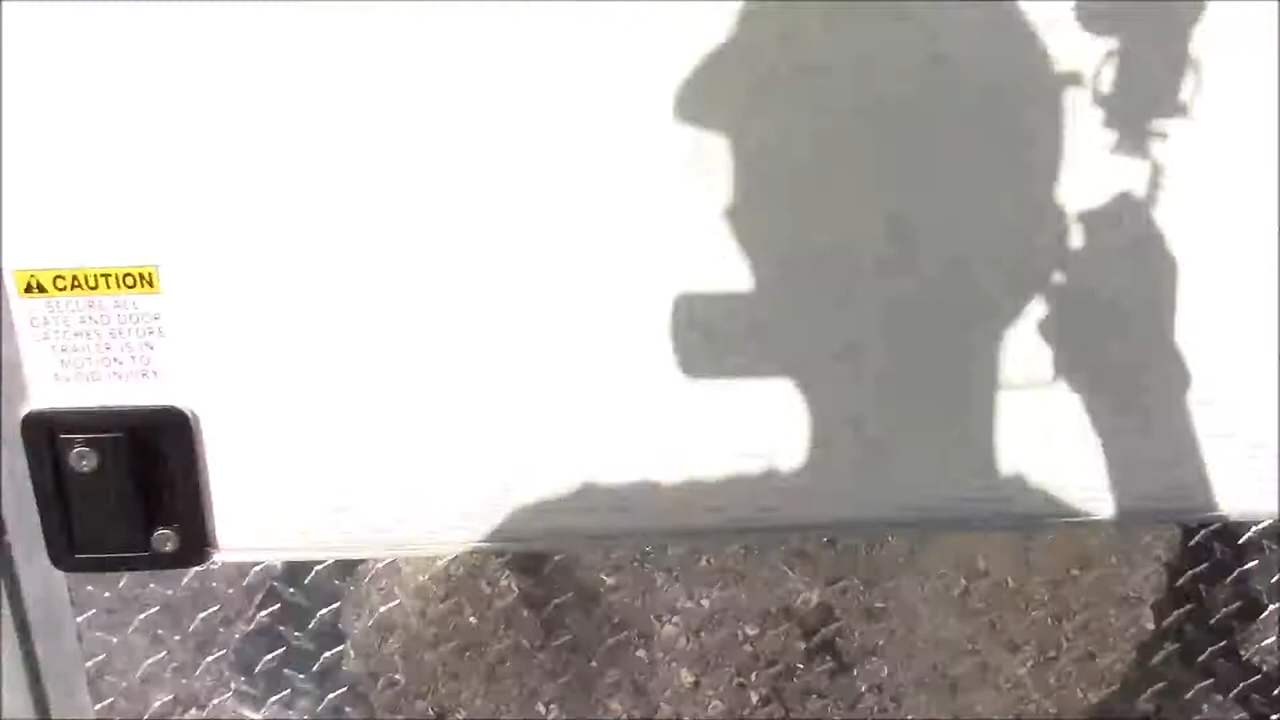 CAUTION
SECURE ALL
GATE AND DOOR
LATCHES BEFORE
TRAILER IS IN
MOTION TO
AVOID INJURY